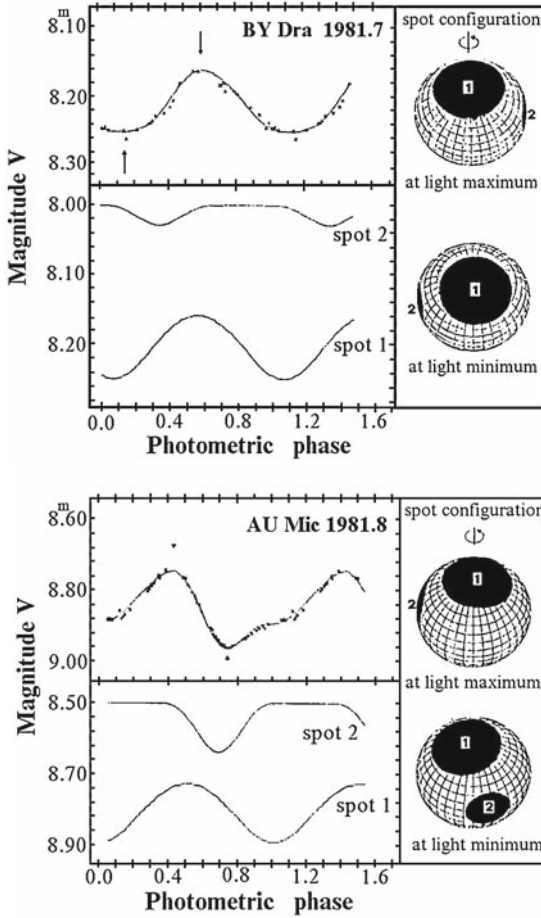 8.10
m
BY Dra 1981.7
8.20
8.30
spot configuration
1
2
at light maximum
Magnitude V
8.00
spot 2
8.10
spot 1
8.20
2
1
at light minimum
0.0 0.4 0.8 1.2 1.6
Photometric phase
m
8.60
AU Mic 1981.8
8.80
9.00
spot configuration
1
2
at light maximum
Magnitude V
8.50
spot 2
8.70
spot 1
8.90
1
2
at light minimum
0.0 0.4 0.8 1.2 1.6
Photometric phase